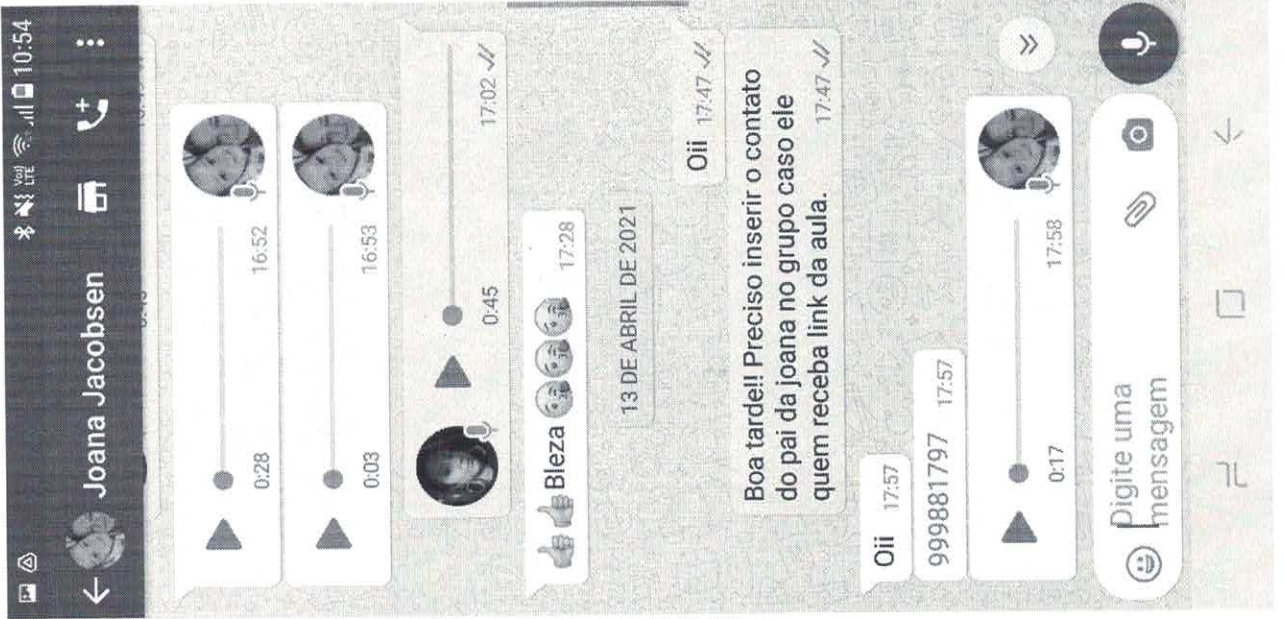 Voo) LTE 10:54
Joana Jacobsen
0:28 16:52
0:03 16:53
0:45 17:02
Bleza 17:28
13 DE ABRIL DE 2021
Oii 17:47
Boa tarde!! Preciso inserir o contato
do pai da joana no grupo caso ele
quem receba link da aula.
17:47
Oii 17:57
999881797 17:57
0:17 17:58
Digite uma
mensagem